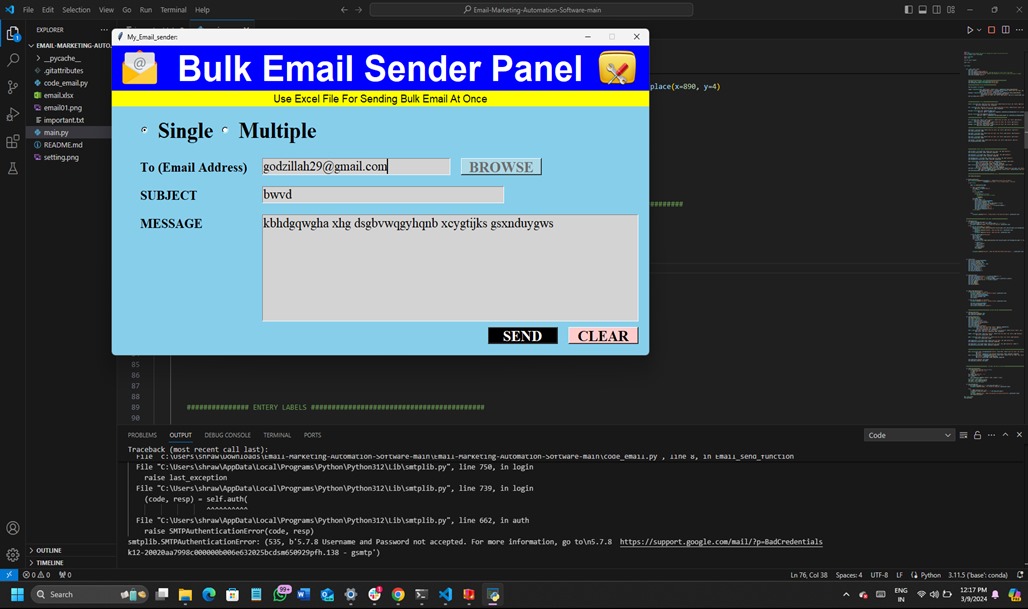 File Edit Selection View Go Run Terminal Help
Email-Marketing-Automation-Software-main
EXPLORER
EMAIL-MARKETING-AUTO...
__pycache__
.gitattributes
code_email.py
email.xlsx
email01.png
important.txt
main.py
README.md
setting.png
OUTLINE
TIMELINE
My_Email_sender:
Bulk Email Sender Panel
Use Excel File For Sending Bulk Email At Once
Single Multiple
To (Email Address) godzillah29@gmail.com BROWSE
SUBJECT bwvd
MESSAGE kbhdgqwgha xhg dsgbvwqgyhqnb xcygtijks gsxnduygws
SEND CLEAR
place(x=890, y=4)
########
85
86
87
88
89 ############### ENTERY LABELS ##########################################
90
PROBLEMS OUTPUT DEBUG CONSOLE TERMINAL PORTS Code
Traceback (most recent call last):
File "C:\Users\shraw\Downloads\Email-Marketing-Automation-Software-main\Email-Marketing-Automation-Software-main\code_email.py", line 8, in Email_send_function
File "C:\Users\shraw\AppData\Local\Programs\Python\Python312\Lib\smtplib.py", line 750, in login
raise last_exception
File "C:\Users\shraw\AppData\Local\Programs\Python\Python312\Lib\smtplib.py", line 739, in login
(code, resp) = self.auth(
^^^^^^^^^^
File "C:\Users\shraw\AppData\Local\Programs\Python\Python312\Lib\smtplib.py", line 662, in auth
raise SMTPAuthenticationError(code, resp)
smtplib.SMTPAuthenticationError: (535, b'5.7.8 Username and Password not accepted. For more information, go to\n5.7.8 https://support.google.com/mail/?p=BadCredentials
k12-20020aa7998c000000b006e632025bcdsm650929pfh.138 - gsmtp')
0 0 0 Ln 76, Col 38 Spaces: 4 UTF-8 LF Python 3.11.5 ('base': conda)
Search
99+
ENG
IN
12:17 PM
3/9/2024